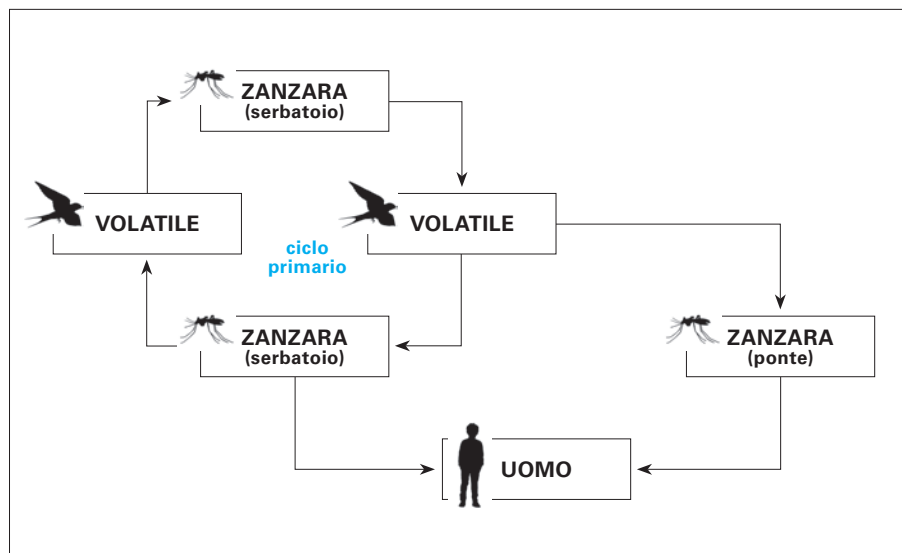 ZANZARA
(serbatoio)
VOLATILE
VOLATILE
ciclo
primario
ZANZARA
(serbatoio)
ZANZARA
(ponte)
UOMO